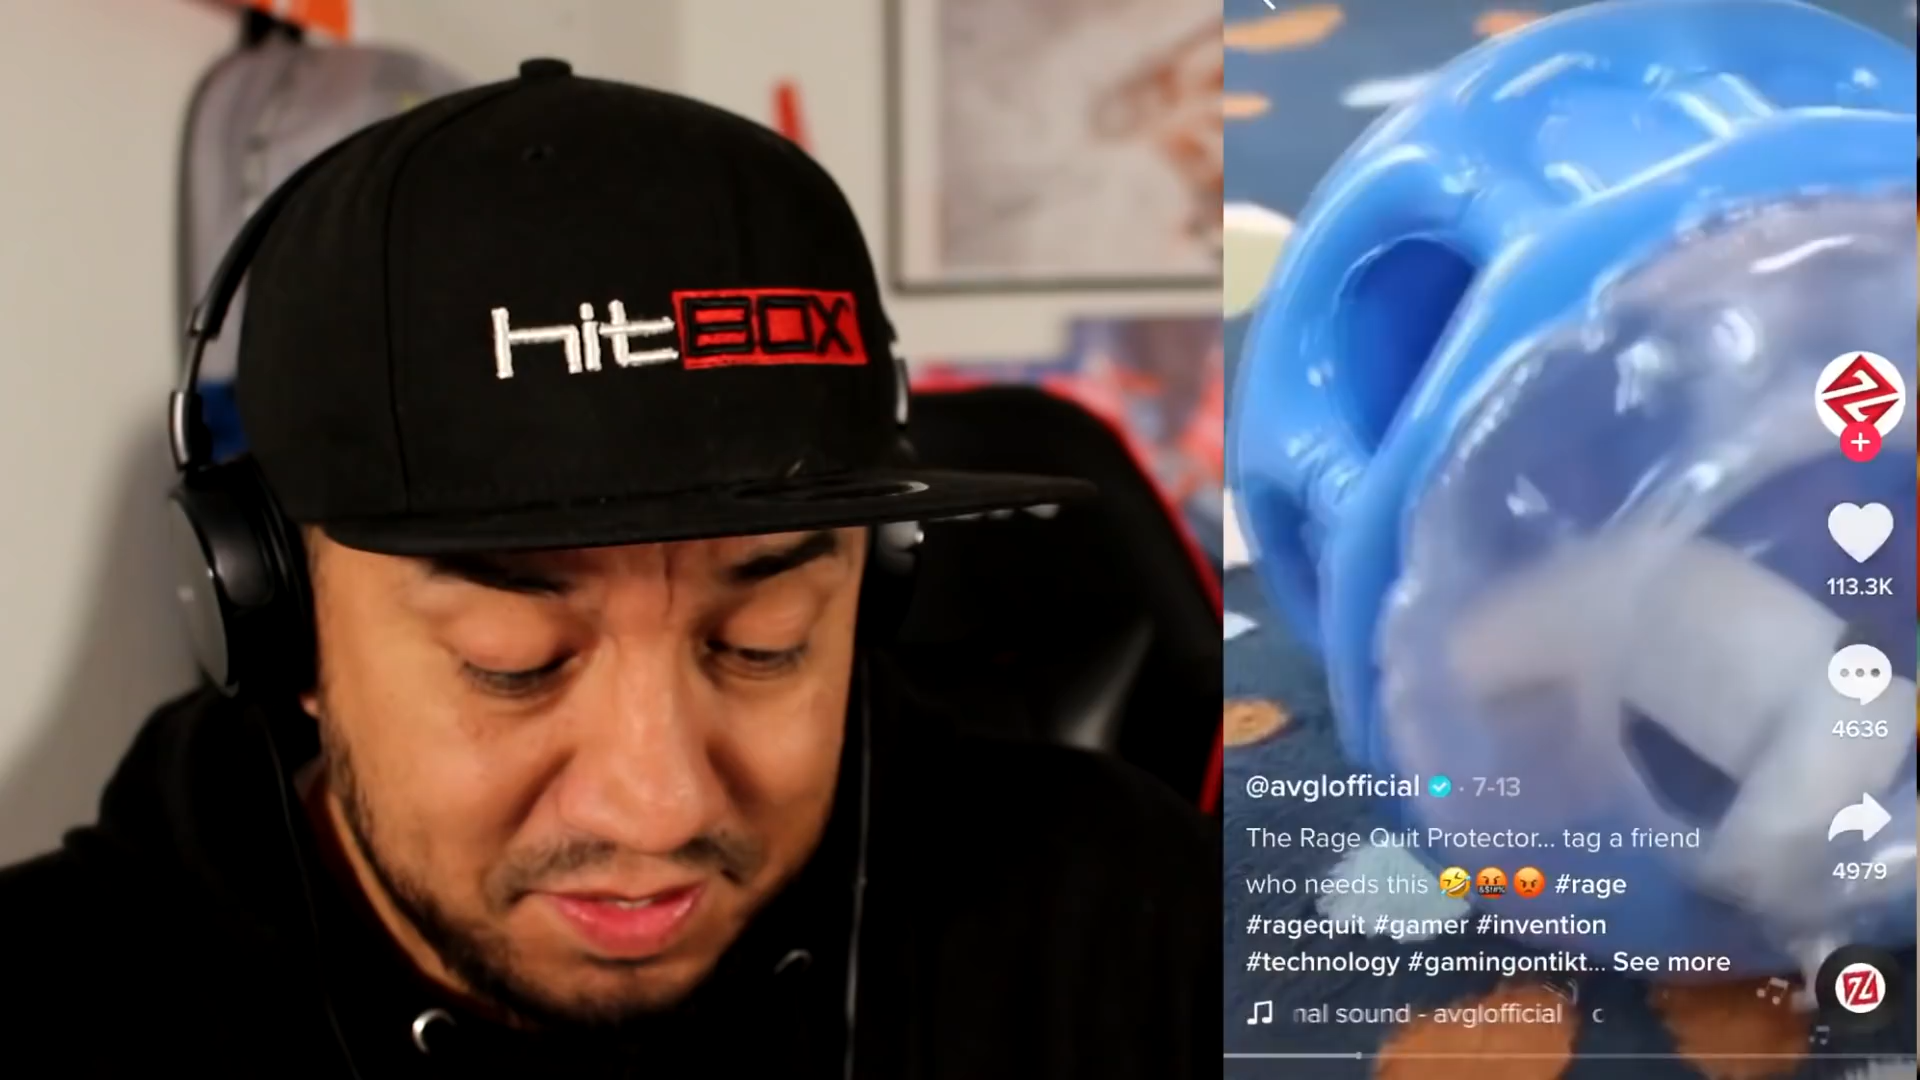 hitBOX
113.3K
4636
@avglofficial · 7-13
The Rage Quit Protector... tag a friend
who needs this 🤣🤬😡 #rage
4979
#ragequit #gamer #invention
#technology #gamingontikt... See more
nal sound - avglofficial